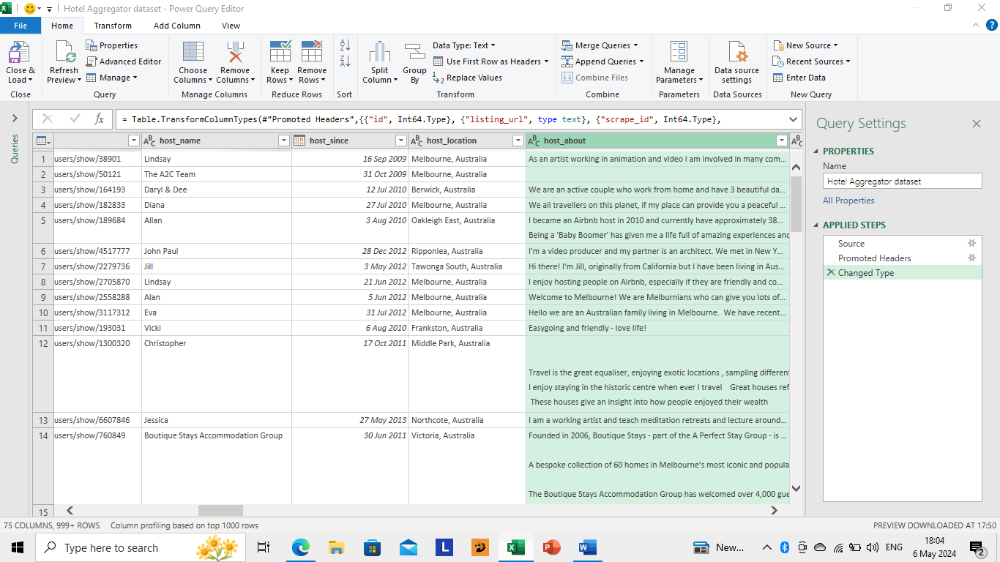 Hotel Aggregator dataset - Power Query Editor
File Home Transform Add Column View
Close & Load
Close
Refresh Preview
Properties
Advanced Editor
Manage
Query
Choose Columns
Remove Columns
Manage Columns
Keep Rows
Remove Rows
Reduce Rows
Sort
Split Column
Group By
Data Type: Text
Use First Row as Headers
Replace Values
Transform
Merge Queries
Append Queries
Combine Files
Combine
Manage Parameters
Parameters
Data source settings
Data Sources
New Source
Recent Sources
Enter Data
New Query
Queries
fx = Table.TransformColumnTypes(#"Promoted Headers",{{"id", Int64.Type}, {"listing_url", type text}, {"scrape_id", Int64.Type},
host_name host_since host_location host_about
1 users/show/38901 Lindsay 16 Sep 2009 Melbourne, Australia As an artist working in animation and video I am involved in many com...
2 users/show/50121 The A2C Team 31 Oct 2009 Melbourne, Australia
3 users/show/164193 Daryl & Dee 12 Jul 2010 Berwick, Australia We are an active couple who work from home and have 3 beautiful da...
4 users/show/182833 Diana 27 Jul 2010 Melbourne, Australia We all travellers on this planet, if my place can provide you a peaceful ...
5 users/show/189684 Allan 3 Aug 2010 Oakleigh East, Australia I became an Airbnb host in 2010 and currently have approximately 38...
Being a 'Baby Boomer' has given me a life full of amazing experiences and
6 users/show/4517777 John Paul 28 Dec 2012 Ripponlea, Australia I'm a video producer and my partner is an architect. We met in New Y...
7 users/show/2279736 Jill 3 May 2012 Tawonga South, Australia Hi there! I'm Jill, originally from California but I have been living in Aus...
8 users/show/2705870 Lindsay 21 Jun 2012 Melbourne, Australia I enjoy hosting people on Airbnb, especially if they are friendly and co...
9 users/show/2558288 Alan 5 Jun 2012 Melbourne, Australia Welcome to Melbourne! We are Melburnians who can give you lots of...
10 users/show/3117312 Eva 31 Jul 2012 Melbourne, Australia Hello we are an Australian family living in Melbourne. We have recent...
11 users/show/193031 Vicki 6 Aug 2010 Frankston, Australia Easygoing and friendly - love life!
12 users/show/1300320 Christopher 17 Oct 2011 Middle Park, Australia
Travel is the great equaliser, enjoying exotic locations , sampling different
I enjoy staying in the historic centre when ever I travel Great houses ref
These houses give an insight into how people enjoyed their wealth
13 users/show/6607846 Jessica 27 May 2013 Northcote, Australia I am a working artist and teach meditation retreats and lecture around...
14 users/show/760849 Boutique Stays Accommodation Group 30 Jun 2011 Victoria, Australia Founded in 2006, Boutique Stays - part of the A Perfect Stay Group - is ...
A bespoke collection of 60 homes in Melbourne's most iconic and popula
The Boutique Stays Accommodation Group has welcomed over 4,000 gue
15
Query Settings
PROPERTIES
Name
Hotel Aggregator dataset
All Properties
APPLIED STEPS
Source
Promoted Headers
Changed Type
75 COLUMNS, 999+ ROWS Column profiling based on top 1000 rows PREVIEW DOWNLOADED AT 17:50
Type here to search
New...
ENG
18:04
6 May 2024
2